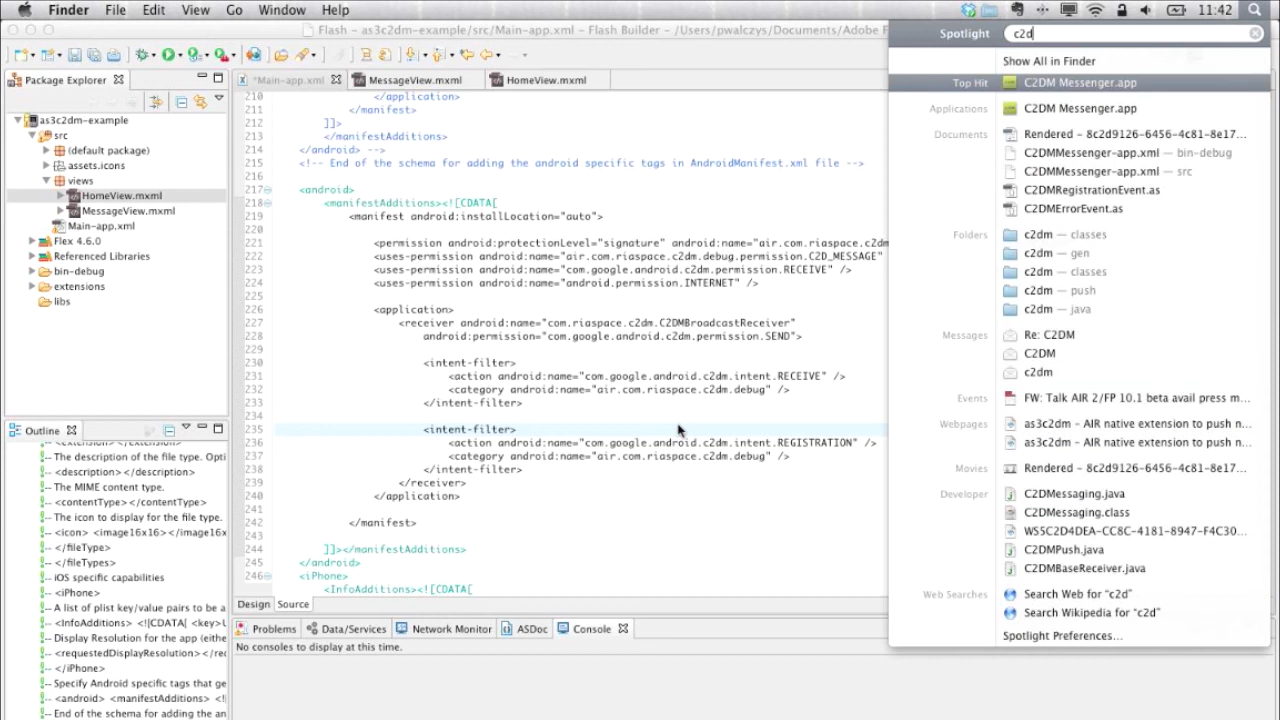 Finder File Edit View Go Window Help 11:42
Flash – as3c2dm-example/src/Main-app.xml – Flash Builder – /Users/pwalczys/Documents/Adobe F
Spotlight c2d
Package Explorer
*Main-app.xml MessageView.mxml HomeView.mxml
as3c2dm-example
src
(default package)
assets.icons
views
HomeView.mxml
MessageView.mxml
Main-app.xml
Flex 4.6.0
Referenced Libraries
bin-debug
extensions
libs
Outline
The description of the file type. Opti
<description></description>
The MIME content type.
<contentType></contentType>
The icon to display for the file type.
<icon> <image16x16></image16x
</fileType>
</fileTypes>
iOS specific capabilities
<iPhone>
A list of plist key/value pairs to be a
<InfoAdditions> <![CDATA[ <key>U
Display Resolution for the app (eithe
<requestedDisplayResolution></re
</iPhone>
Specify Android specific tags that ge
<android> <manifestAdditions> <!
End of the schema for adding the an
210 </application>
211 </manifest>
212 ]]>
213 </manifestAdditions>
214 </android> -->
215 <!-- End of the schema for adding the android specific tags in AndroidManifest.xml file -->
216
217 <android>
218 <manifestAdditions><![CDATA[
219 <manifest android:installLocation="auto">
220
221 <permission android:protectionLevel="signature" android:name="air.com.riaspace.c2dm
222 <uses-permission android:name="air.com.riaspace.c2dm.debug.permission.C2D_MESSAGE"
223 <uses-permission android:name="com.google.android.c2dm.permission.RECEIVE" />
224 <uses-permission android:name="android.permission.INTERNET" />
225
226 <application>
227 <receiver android:name="com.riaspace.c2dm.C2DMBroadcastReceiver"
228 android:permission="com.google.android.c2dm.permission.SEND">
229
230 <intent-filter>
231 <action android:name="com.google.android.c2dm.intent.RECEIVE" />
232 <category android:name="air.com.riaspace.c2dm.debug" />
233 </intent-filter>
234
235 <intent-filter>
236 <action android:name="com.google.android.c2dm.intent.REGISTRATION" />
237 <category android:name="air.com.riaspace.c2dm.debug" />
238 </intent-filter>
239 </receiver>
240 </application>
241
242 </manifest>
243
244 ]]></manifestAdditions>
245 </android>
246 <iPhone>
<InfoAdditions><![CDATA[
Design Source
Problems Data/Services Network Monitor ASDoc Console
No consoles to display at this time.
Show All in Finder
Top Hit C2DM Messenger.app
Applications C2DM Messenger.app
Documents Rendered – 8c2d9126-6456-4c81-8e17...
C2DMMessenger-app.xml — bin-debug
C2DMMessenger-app.xml — src
C2DMRegistrationEvent.as
C2DMErrorEvent.as
Folders c2dm — classes
c2dm — gen
c2dm — classes
c2dm — push
c2dm — java
Messages Re: C2DM
C2DM
c2dm
Events FW: Talk AIR 2/FP 10.1 beta avail press m...
Webpages as3c2dm – AIR native extension to push n...
as3c2dm – AIR native extension to push n...
Movies Rendered – 8c2d9126-6456-4c81-8e17...
Developer C2DMessaging.java
C2DMessaging.class
WS5C2D4DEA-CC8C-4181-8947-F4C30...
C2DMPush.java
C2DMBaseReceiver.java
Web Searches Search Web for “c2d”
Search Wikipedia for “c2d”
Spotlight Preferences...